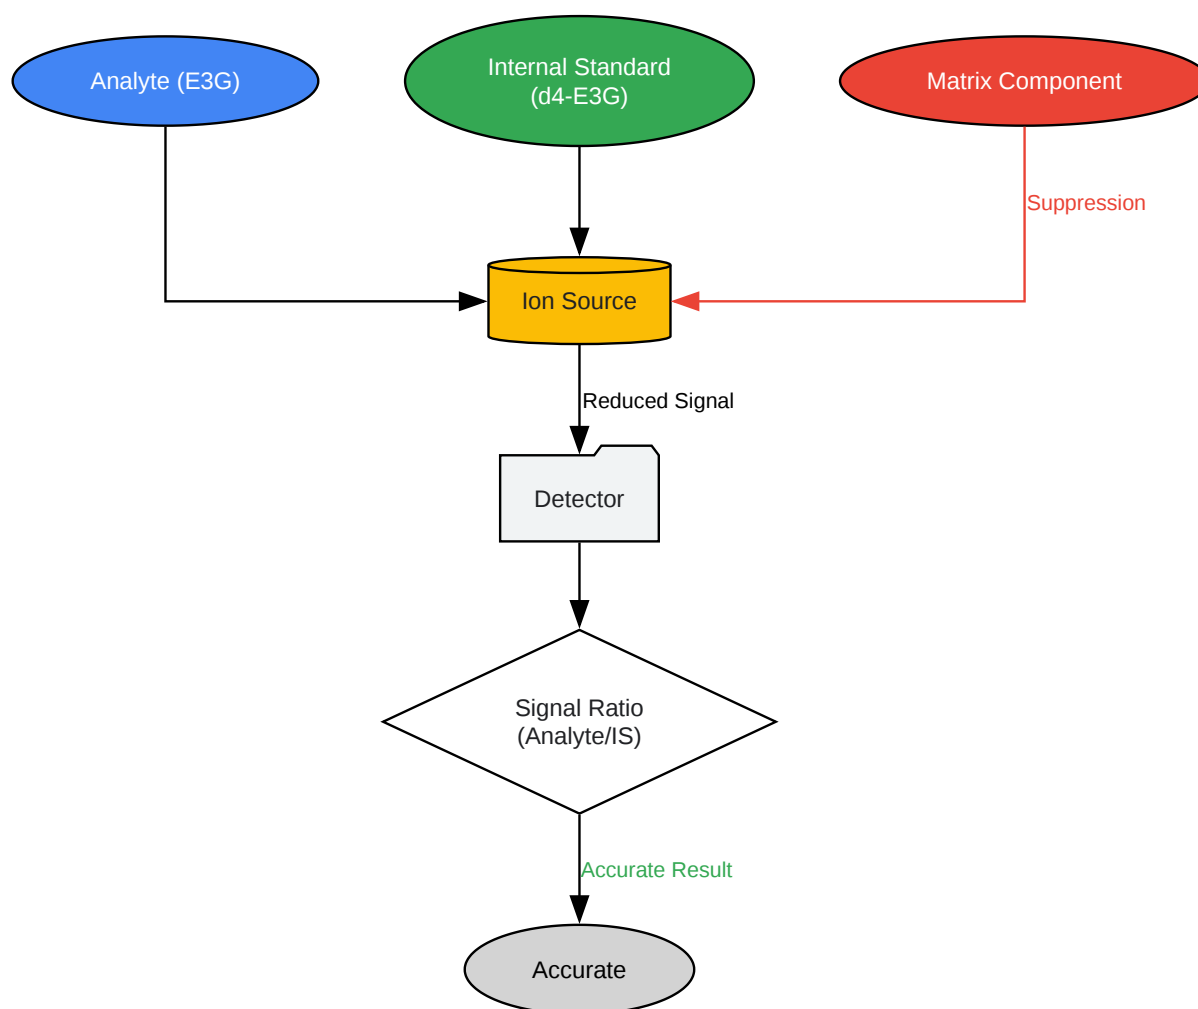 Analyte (E3G)
Internal Standard
(d4-E3G)
Matrix Component
Suppression
Ion Source
Reduced Signal
Detector
Signal Ratio
(Analyte/IS)
Accurate Result
Accurate